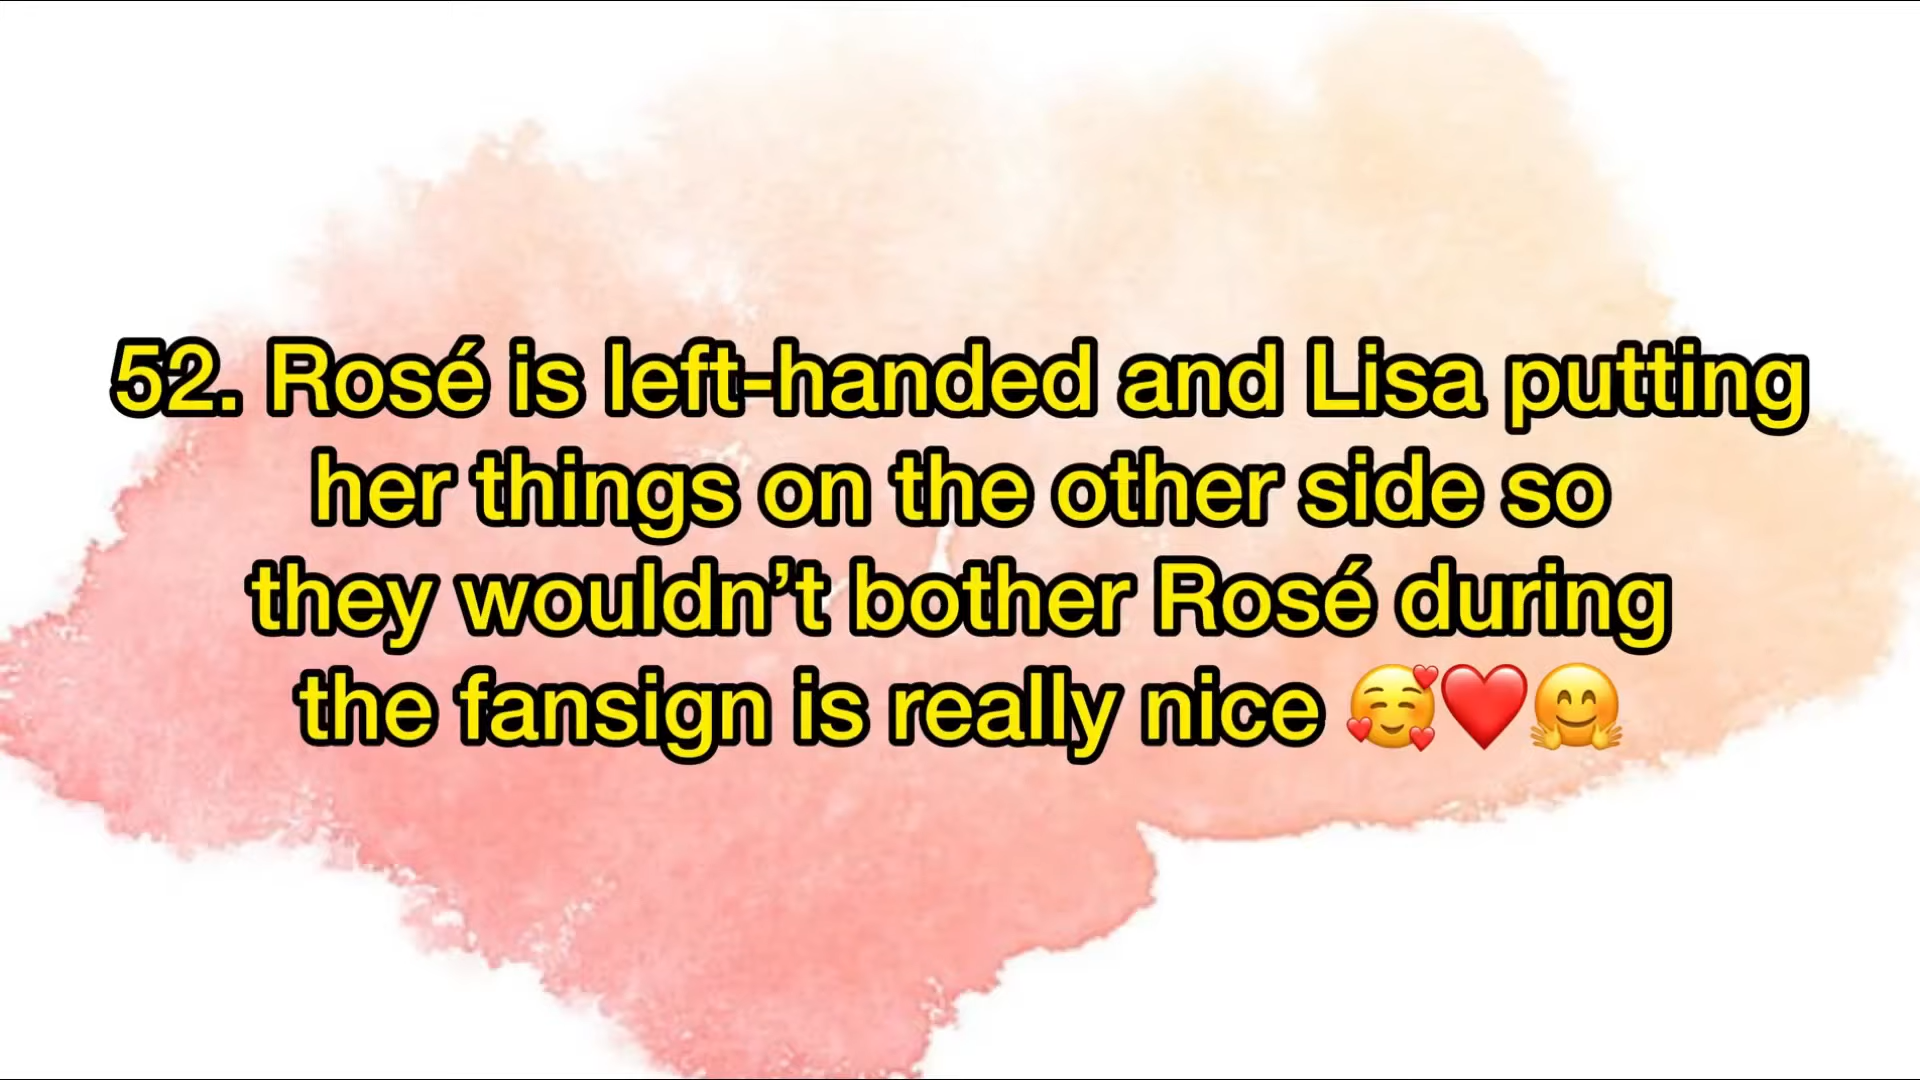 52. Rosé is left-handed and Lisa putting
her things on the other side so
they wouldn’t bother Rosé during
the fansign is really nice 🥰❤️🤗